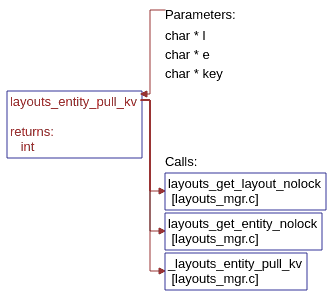 Parameters:
char * l
char * e
char * key
layouts_entity_pull_kv
returns:
int
Calls:
layouts_get_layout_nolock
[layouts_mgr.c]
layouts_get_entity_nolock
[layouts_mgr.c]
_layouts_entity_pull_kv
[layouts_mgr.c]